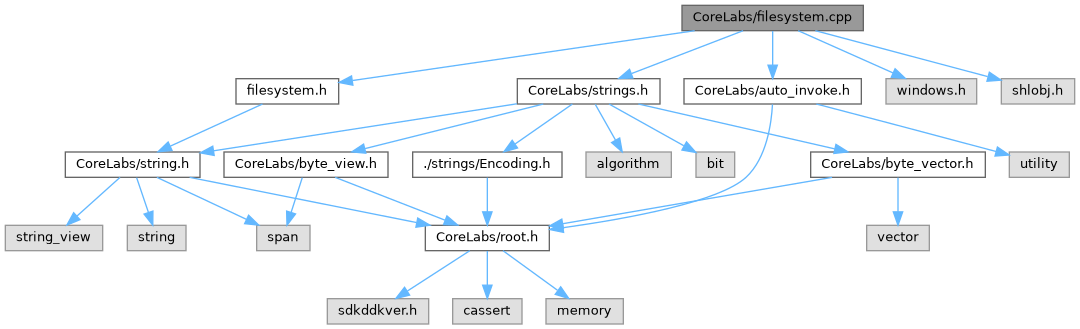 CoreLabs/filesystem.cpp
filesystem.h
CoreLabs/strings.h
CoreLabs/auto_invoke.h
windows.h
shlobj.h
CoreLabs/string.h
CoreLabs/byte_view.h
./strings/Encoding.h
algorithm
bit
CoreLabs/byte_vector.h
utility
string_view
string
span
CoreLabs/root.h
vector
sdkddkver.h
cassert
memory